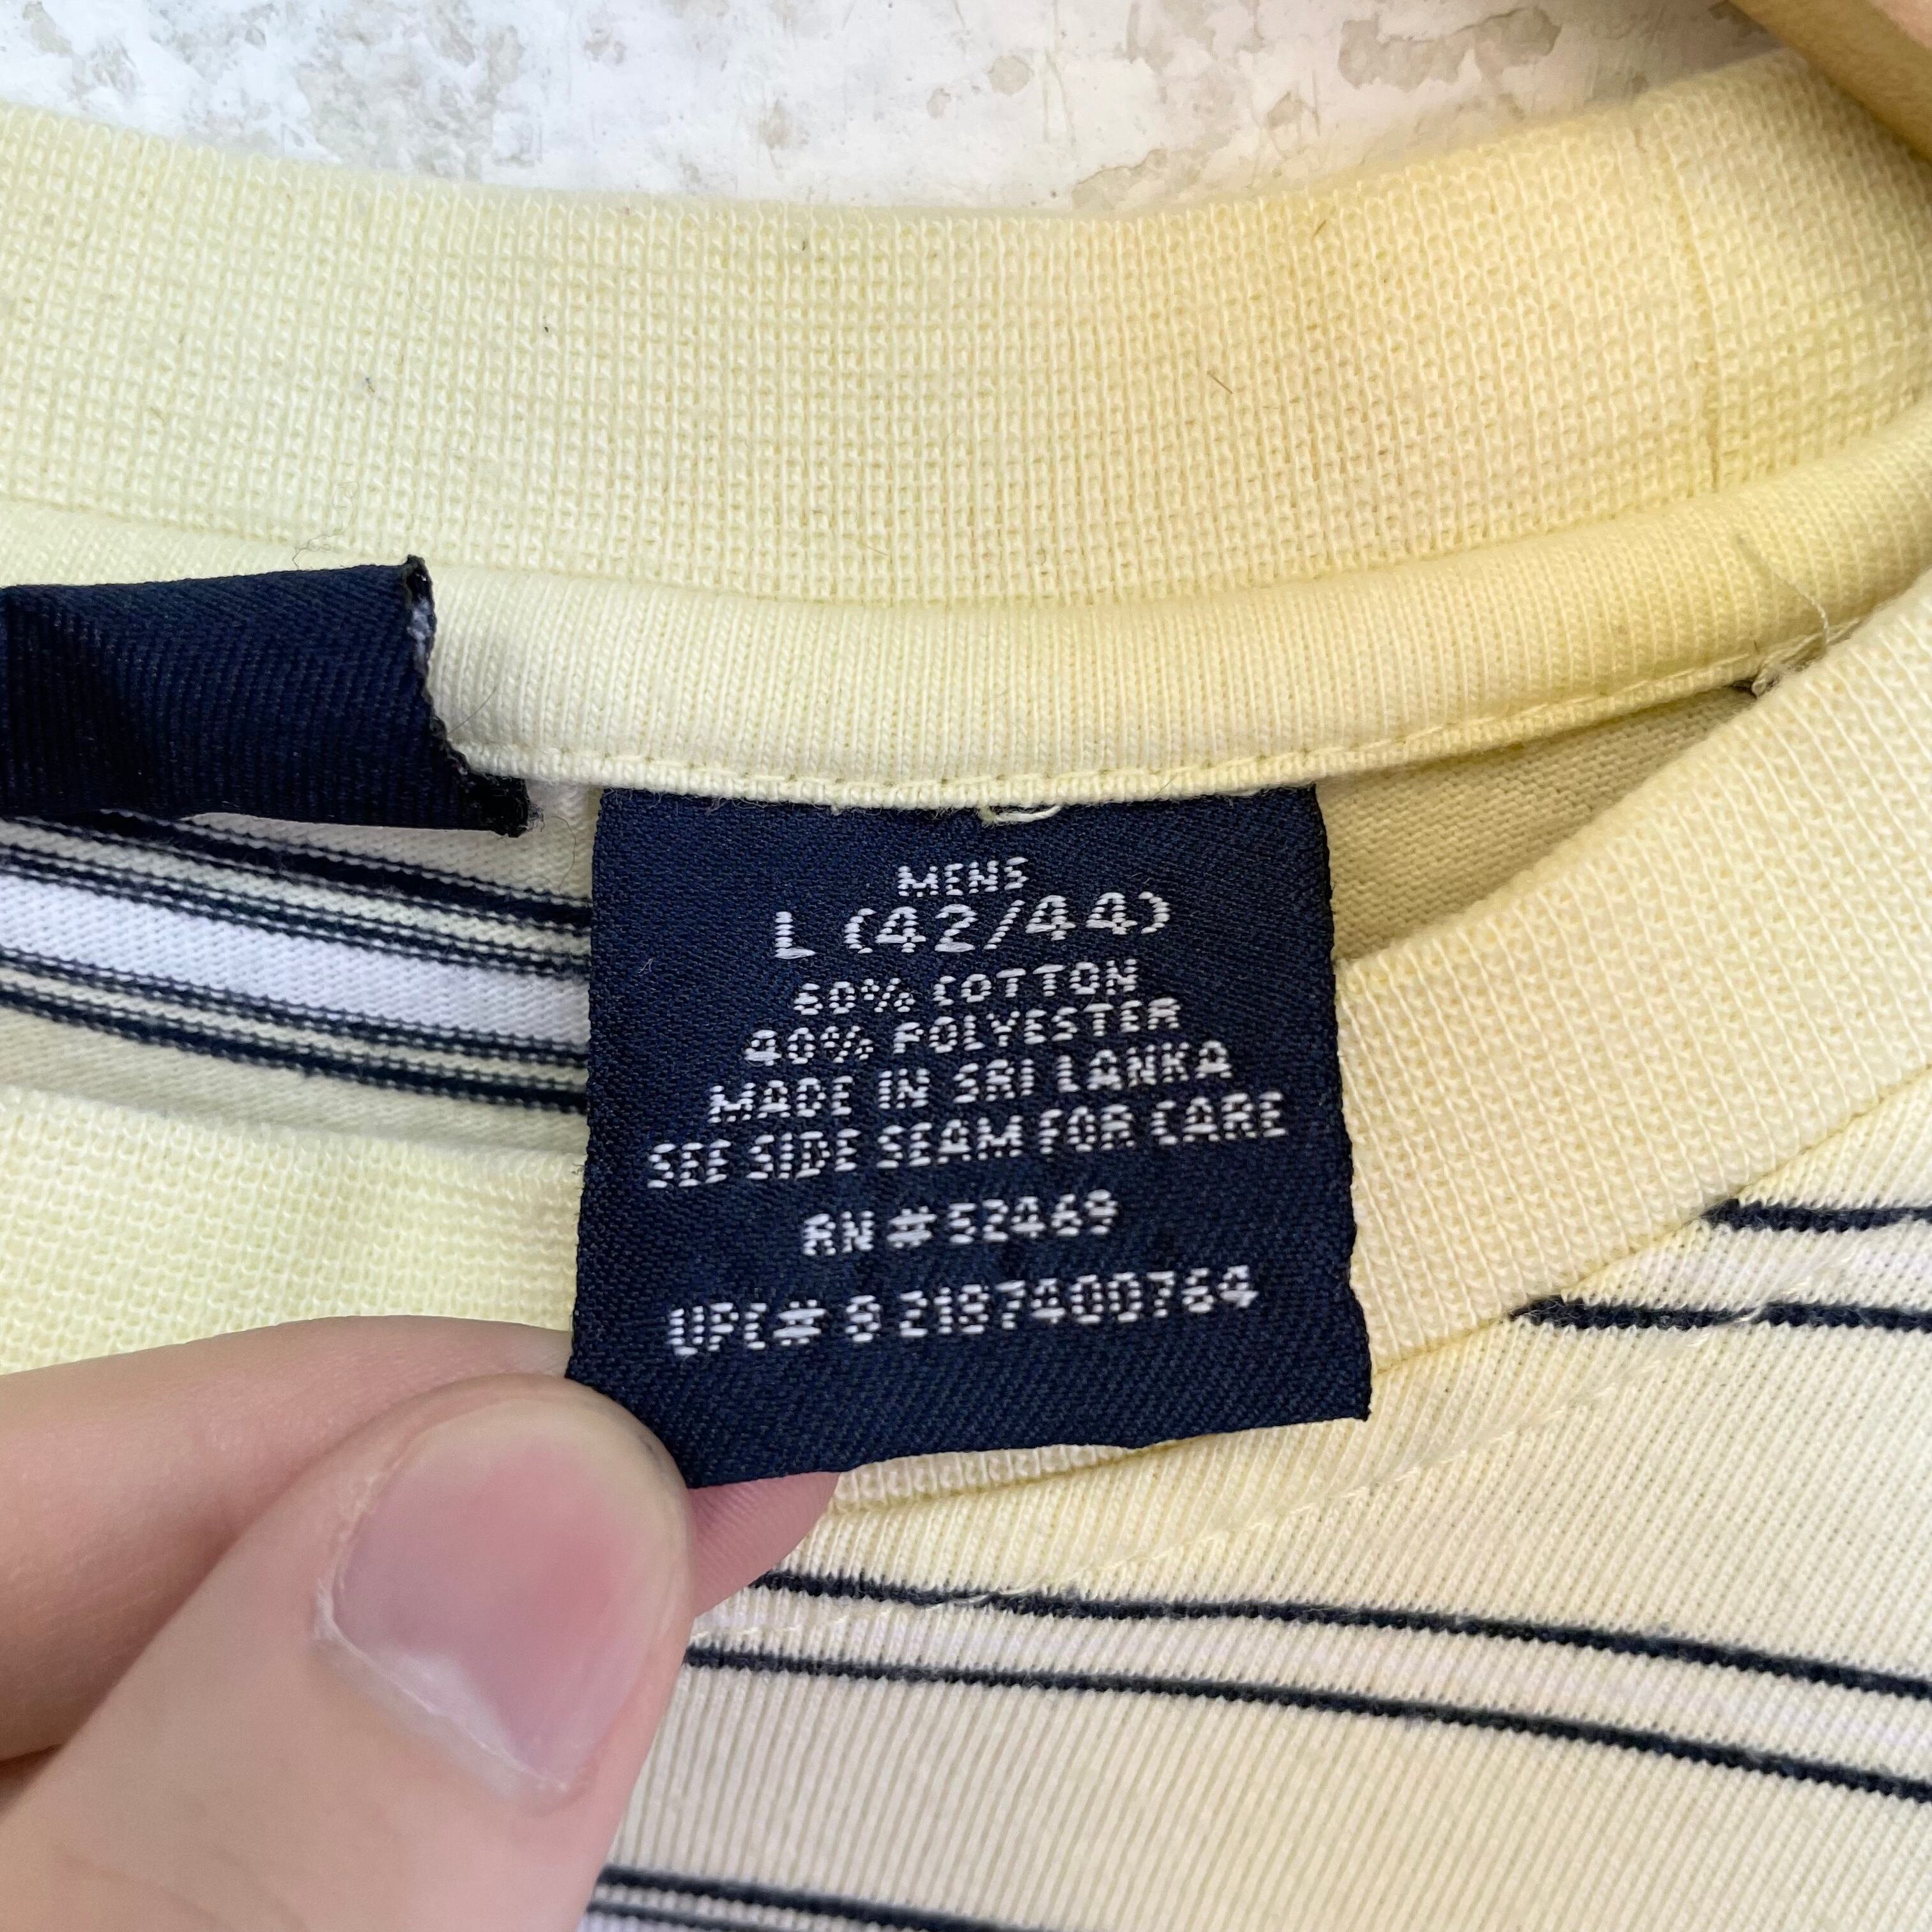 MENS
L (42/44)
60% COTTON
40% POLYESTER
MADE IN SRI LANKA
SEE SIDE SEAM FOR CARE
RN # 52469
UPC# 8 2187400764